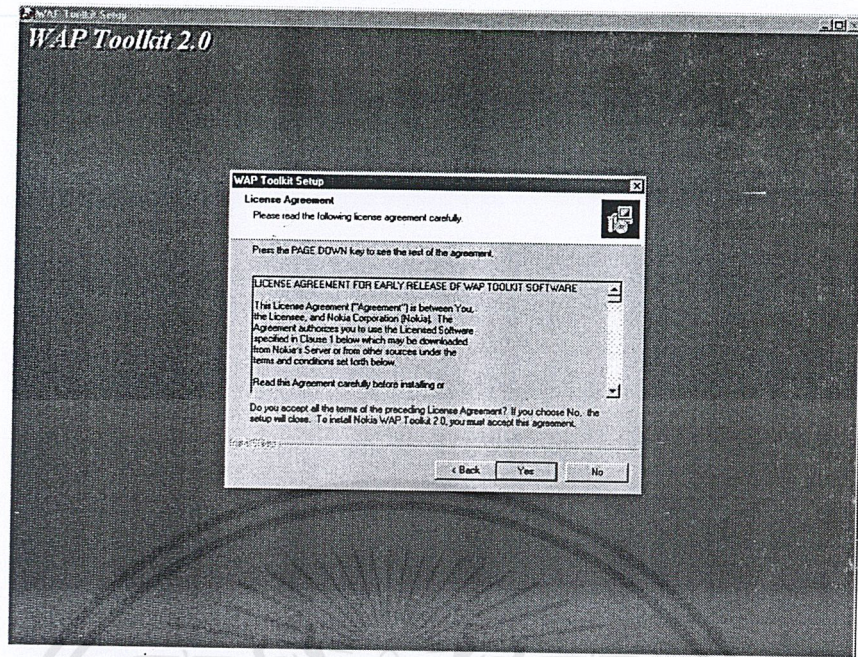 WAP Toolkit Setup
WAP Toolkit 2.0
WAP Toolkit Setup
License Agreement
Please read the following license agreement carefully.
Press the PAGE DOWN key to see the rest of the agreement.
LICENSE AGREEMENT FOR EARLY RELEASE OF WAP TOOLKIT SOFTWARE
This License Agreement ("Agreement") is between You,
the Licensee, and Nokia Corporation (Nokia). The
Agreement authorizes you to use the Licensed Software
specified in Clause 1 below which may be downloaded
from Nokia's Server or from other sources under the
terms and conditions set forth below.
Read this Agreement carefully before installing or
Do you accept all the terms of the preceding License Agreement? If you choose No, the
setup will close. To install Nokia WAP Toolkit 2.0, you must accept this agreement.
InstallShield
< Back
Yes
No